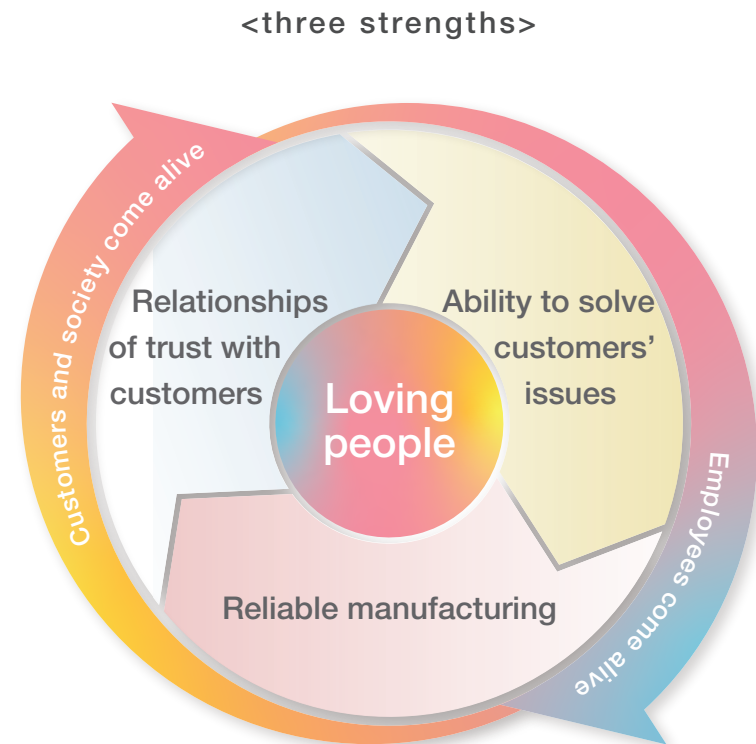 <three strengths>
Customers and society come alive
Relationships
of trust with
customers
Ability to solve
customers’
issues
Loving
people
Reliable manufacturing
Employees come alive